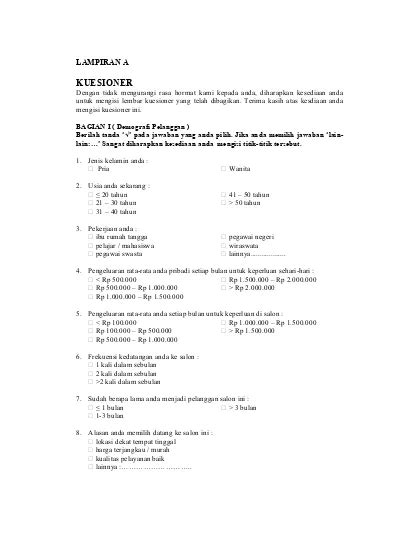 LAMPIRAN A
KUESIONER
Dengan tidak mengurangi rasa hormat kami kepada anda, diharapkan kesediaan anda
untuk mengisi lembar kuesioner yang telah dibagikan. Terima kasih atas kesdiaan anda
mengisi kuesioner ini.
BAGIAN I ( Demografi Pelanggan )
Berilah tanda "√" pada jawaban yang anda pilih. Jika anda memilih jawaban "lain-
lain:…" Sangat diharapkan kesediaan anda mengisi titik-titik tersebut.
1. Jenis kelamin anda :
□ Pria □ Wanita
2. Usia anda sekarang :
□ ≤ 20 tahun □ 41 – 50 tahun
□ 21 – 30 tahun □ > 50 tahun
□ 31 – 40 tahun
3. Pekerjaan anda :
□ ibu rumah tangga □ pegawai negeri
□ pelajar / mahasiswa □ wiraswata
□ pegawai swasta □ lainnya..................
4. Pengeluaran rata-rata anda pribadi setiap bulan untuk keperluan sehari-hari :
□ < Rp 500.000 □ Rp 1.500.000 – Rp 2.000.000
□ Rp 500.000 – Rp 1.000.000 □ > Rp 2.000.000
□ Rp 1.000.000 – Rp 1.500.000
5. Pengeluaran rata-rata anda setiap bulan untuk keperluan di salon :
□ < Rp 100.000 □ Rp 1.000.000 – Rp 1.500.000
□ Rp 100.000 – Rp 500.000 □ > Rp 1.500.000
□ Rp 500.000 – Rp 1.000.000
6. Frekuensi kedatangan anda ke salon :
□ 1 kali dalam sebulan
□ 2 kali dalam sebulan
□ >2 kali dalam sebulan
7. Sudah berapa lama anda menjadi pelanggan salon ini :
□ ≤ 1 bulan □ > 3 bulan
□ 1-3 bulan
8. Alasan anda memilih datang ke salon ini :
□ lokasi dekat tempat tinggal
□ harga terjangkau / murah
□ kualitas pelayanan baik
□ lainnya :…………………………